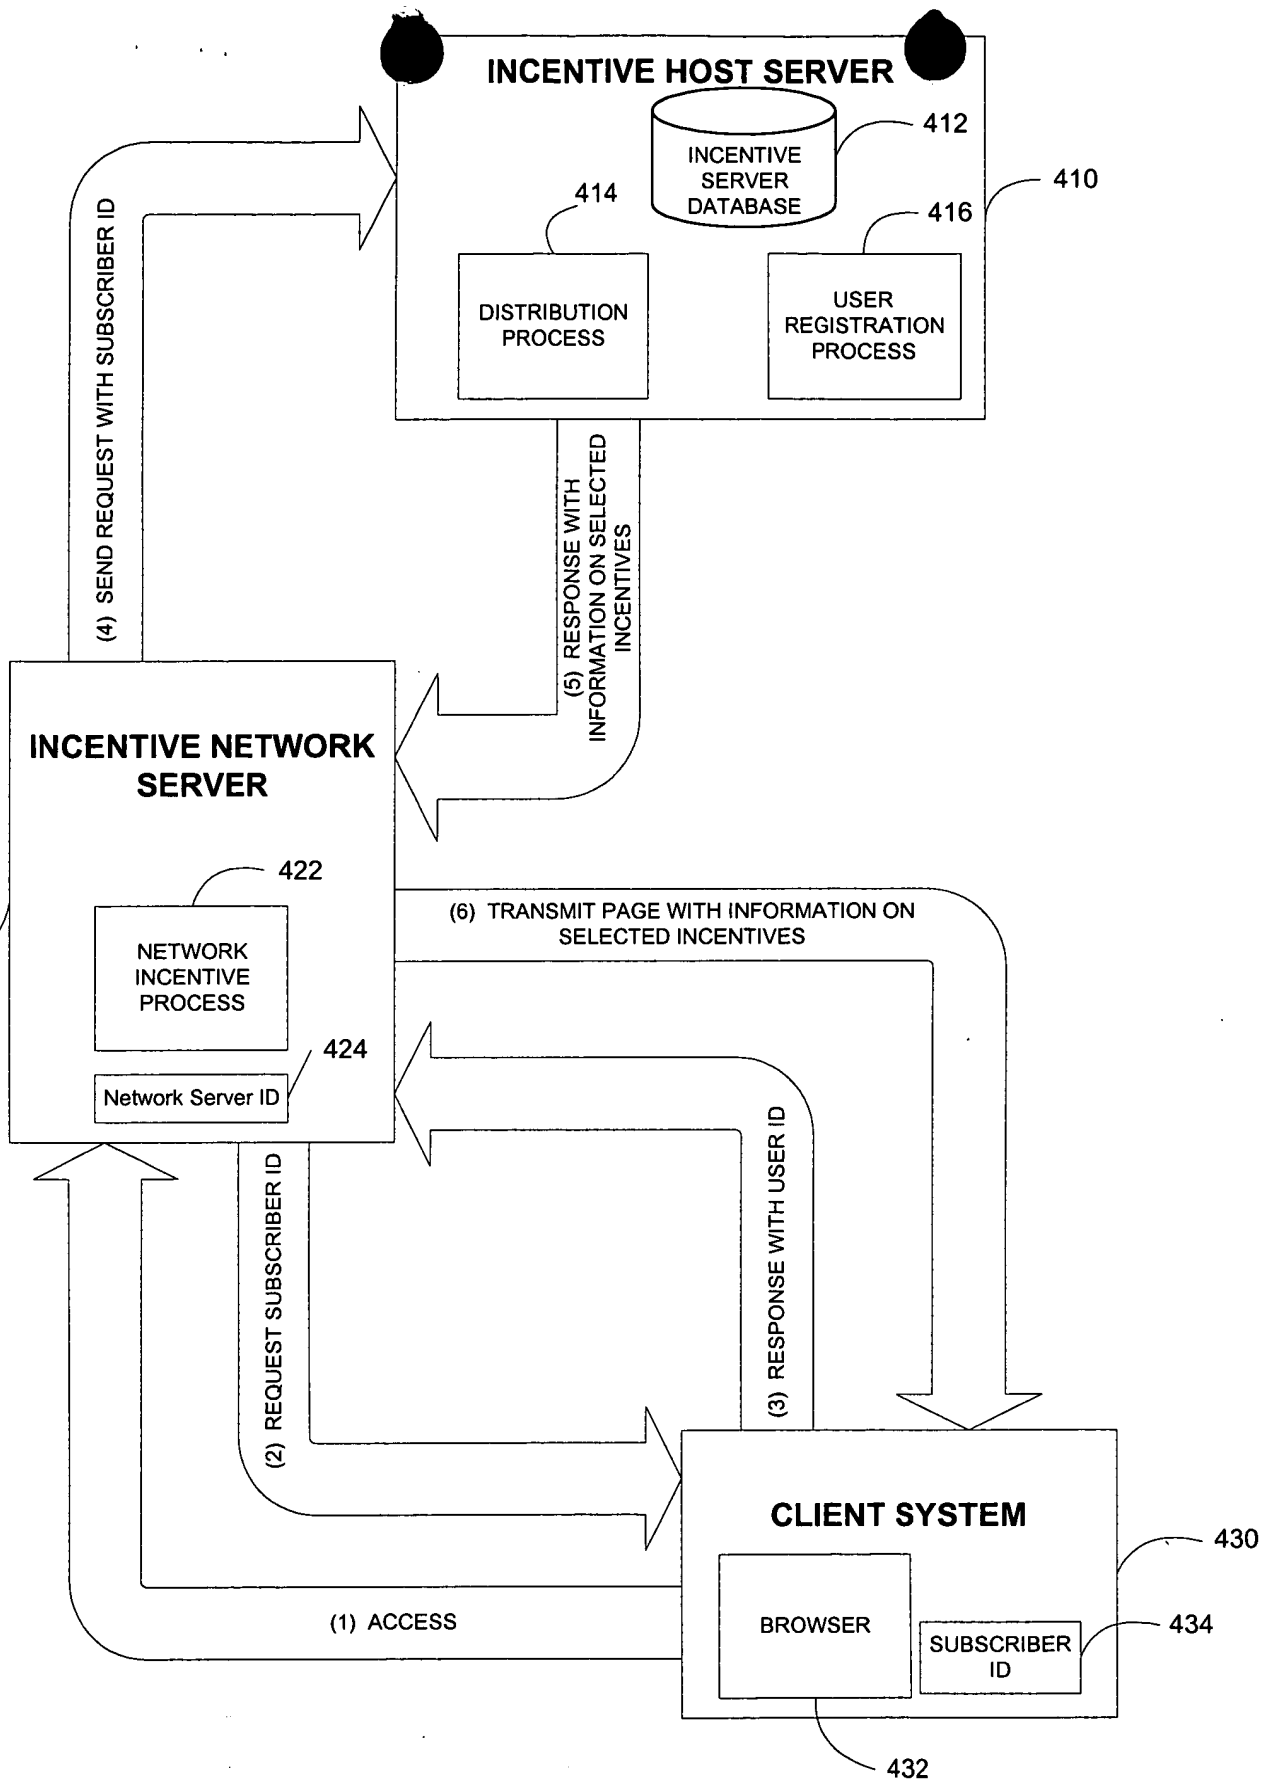 INCENTIVE HOST SERVER
412
INCENTIVE
SERVER
DATABASE
410
414
416
DISTRIBUTION
PROCESS
USER
REGISTRATION
PROCESS
(4) SEND REQUEST WITH SUBSCRIBER ID
(5) RESPONSE WITH
INFORMATION ON SELECTED
INCENTIVES
INCENTIVE NETWORK
SERVER
422
NETWORK
INCENTIVE
PROCESS
424
Network Server ID
(6) TRANSMIT PAGE WITH INFORMATION ON
SELECTED INCENTIVES
(3) RESPONSE WITH USER ID
(2) REQUEST SUBSCRIBER ID
(1) ACCESS
CLIENT SYSTEM
430
BROWSER
434
SUBSCRIBER
ID
432